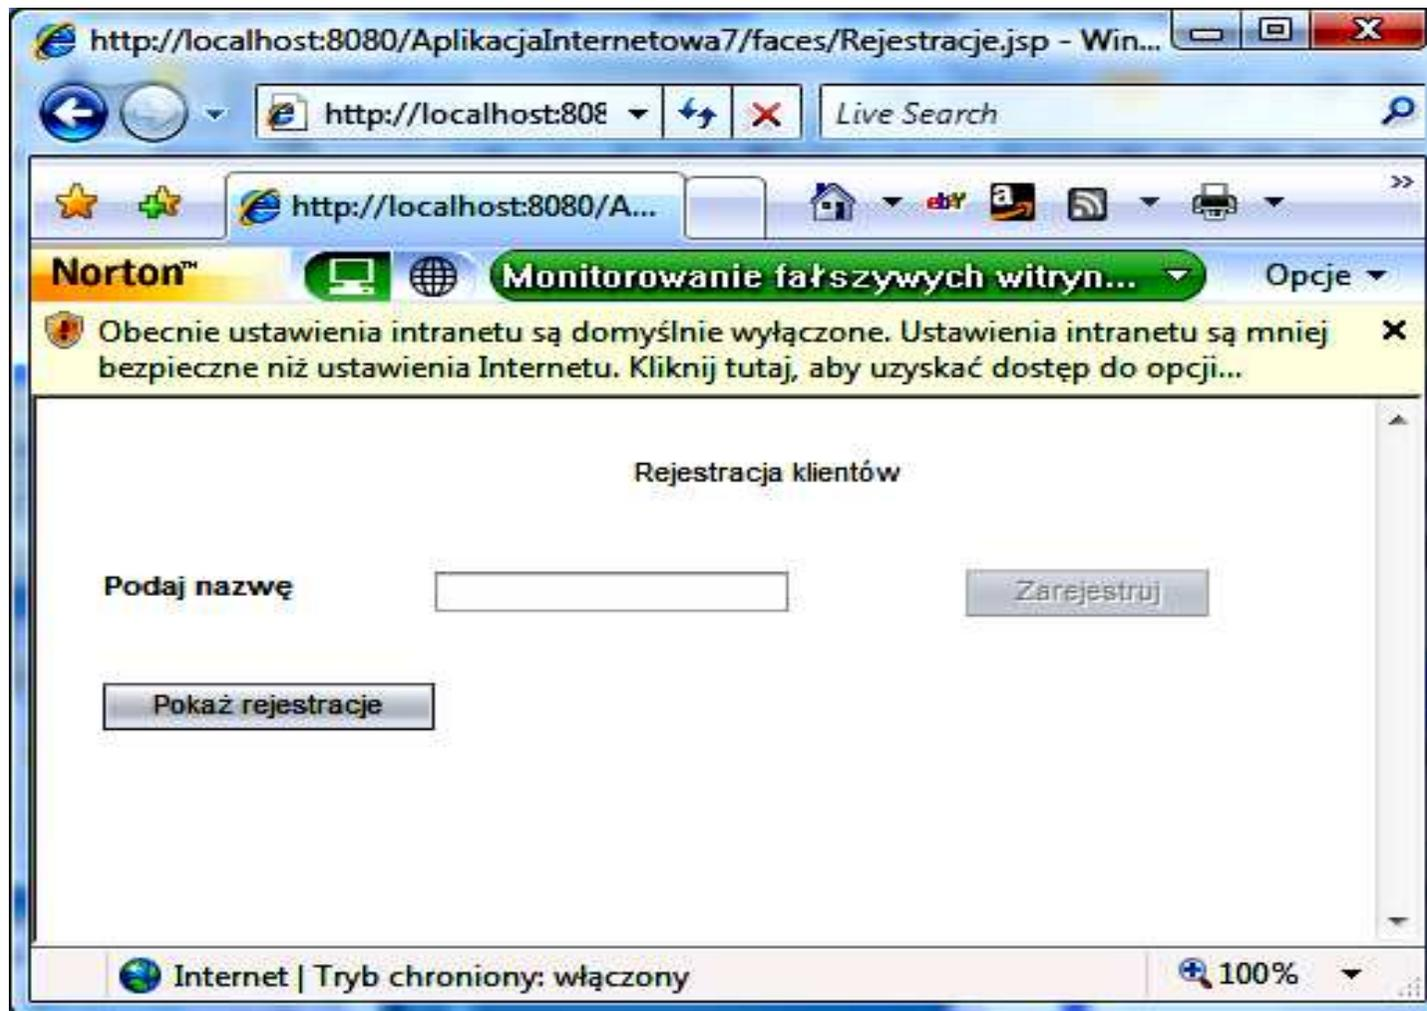 http://localhost:8080/AplikacjaInternetowa7/faces/Rejestracje.jsp - Win...
http://localhost:808
Live Search
http://localhost:8080/A...
ebY
a
Norton™
Monitorowanie fałszywych witryn...
Opcje
Obecnie ustawienia intranetu są domyślnie wyłączone. Ustawienia intranetu są mniej
bezpieczne niż ustawienia Internetu. Kliknij tutaj, aby uzyskać dostęp do opcji...
Rejestracja klientów
Podaj nazwę
Zarejestruj
Pokaż rejestracje
Internet | Tryb chroniony: włączony
100%